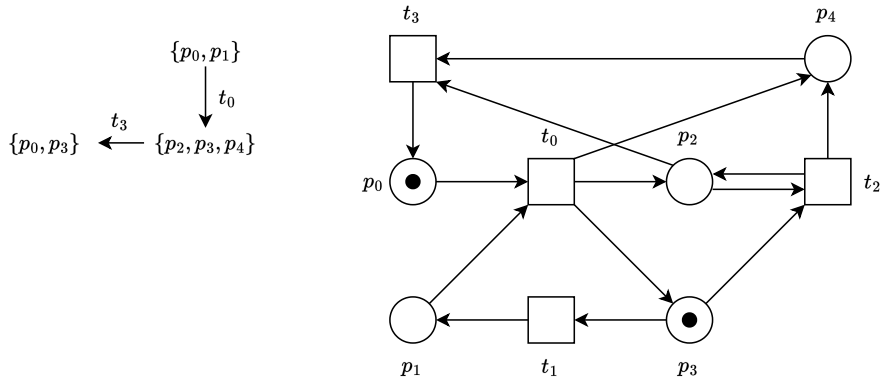 {p₀, p₁}
t₀
t₃
{p₀, p₃}
{p₂, p₃, p₄}
t₃
p₄
t₀
p₂
p₀
t₂
p₁
t₁
p₃